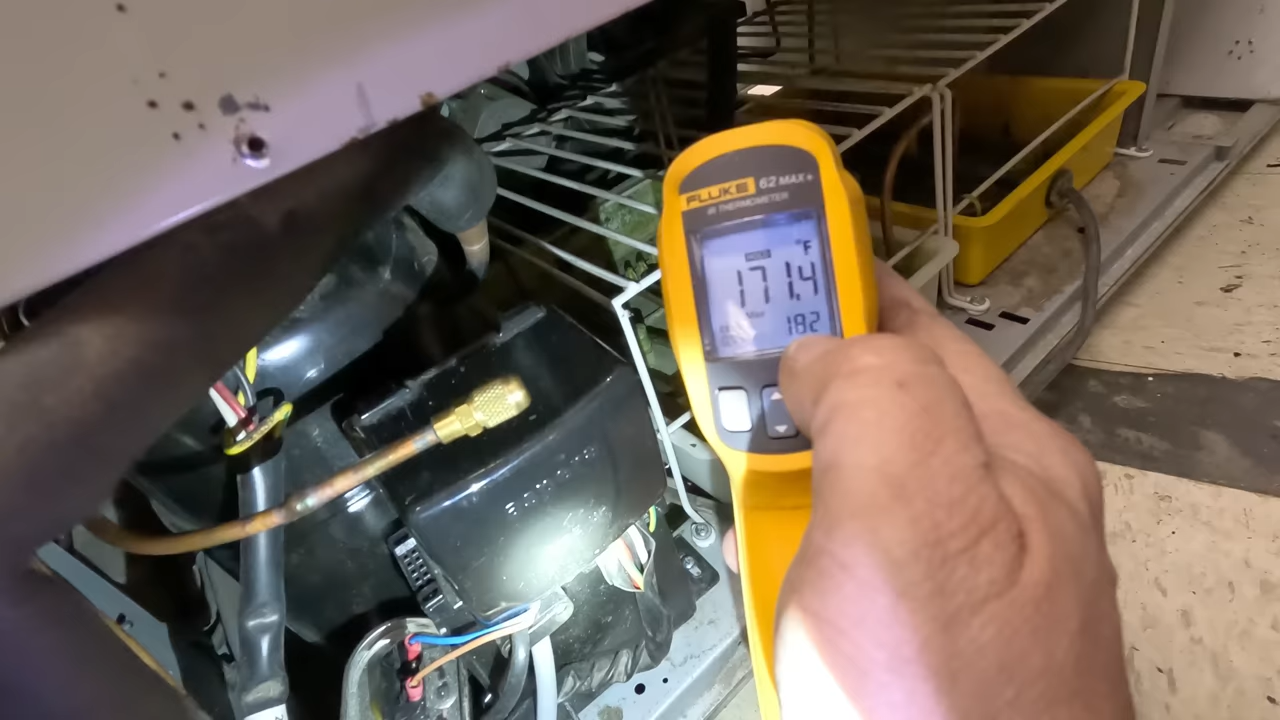 FLUKE 62 MAX+
IR THERMOMETER
HOLD °F
171.4
Max 182